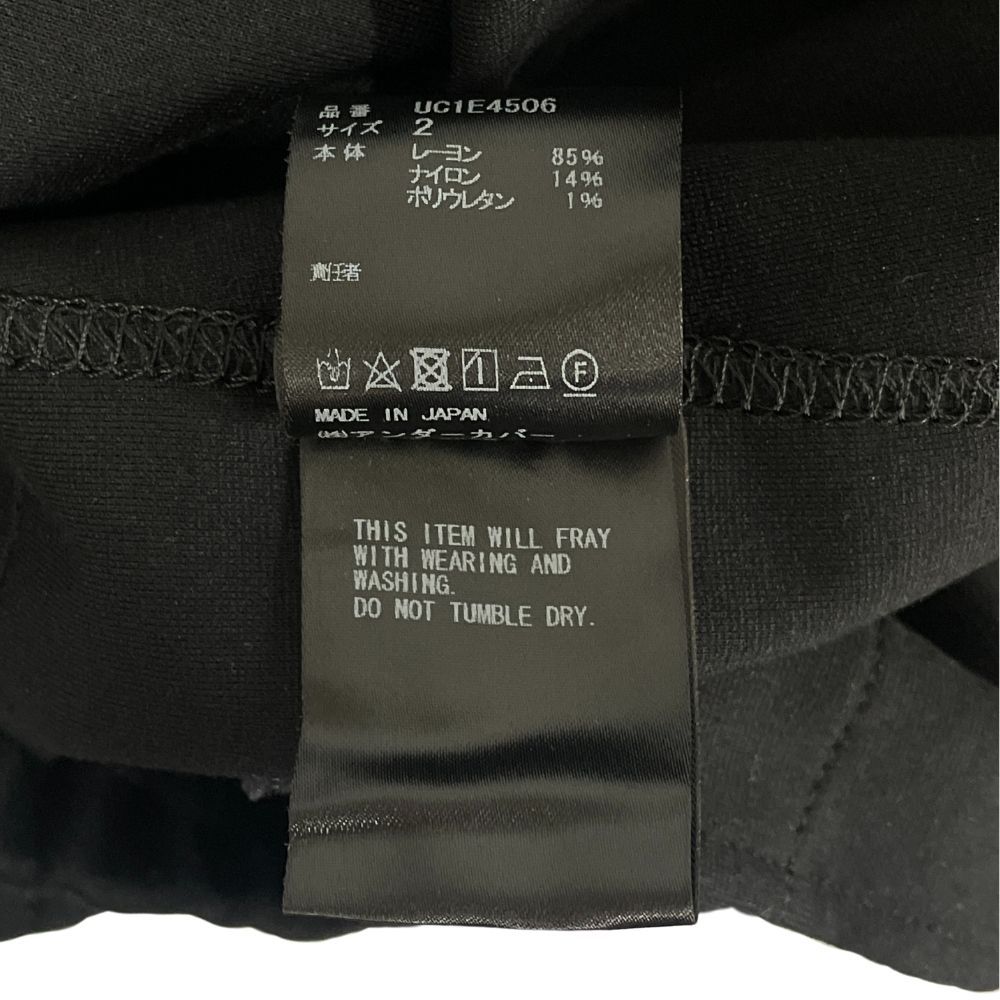 品番 UC1E4506
サイズ 2
本体 レーヨン 85%
ナイロン 14%
ポリウレタン 1%
責任者
F
MADE IN JAPAN
(株)アンダーカバー
THIS ITEM WILL FRAY
WITH WEARING AND
WASHING.
DO NOT TUMBLE DRY.